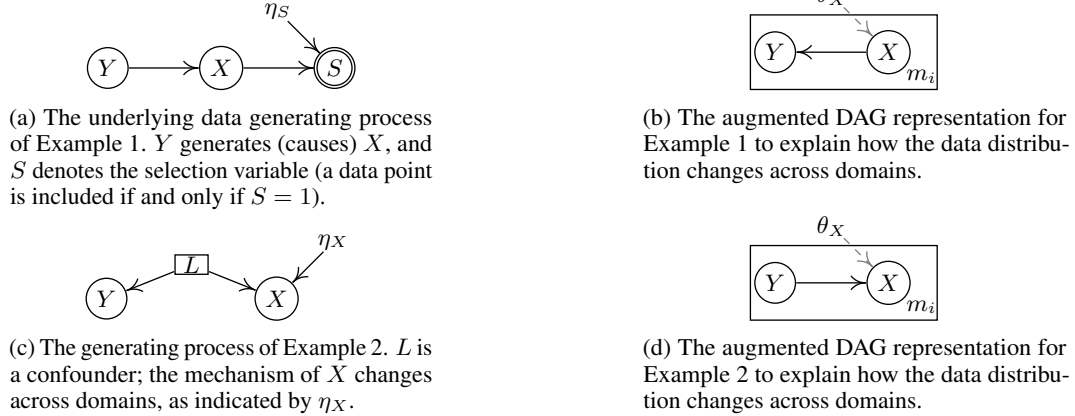 η_S
Y X S
(a) The underlying data generating process
of Example 1. Y generates (causes) X, and
S denotes the selection variable (a data point
is included if and only if S = 1).
Y X
m_i
(b) The augmented DAG representation for
Example 1 to explain how the data distribu-
tion changes across domains.
L η_X
Y X
(c) The generating process of Example 2. L is
a confounder; the mechanism of X changes
across domains, as indicated by η_X.
θ_X
Y X
m_i
(d) The augmented DAG representation for
Example 2 to explain how the data distribu-
tion changes across domains.